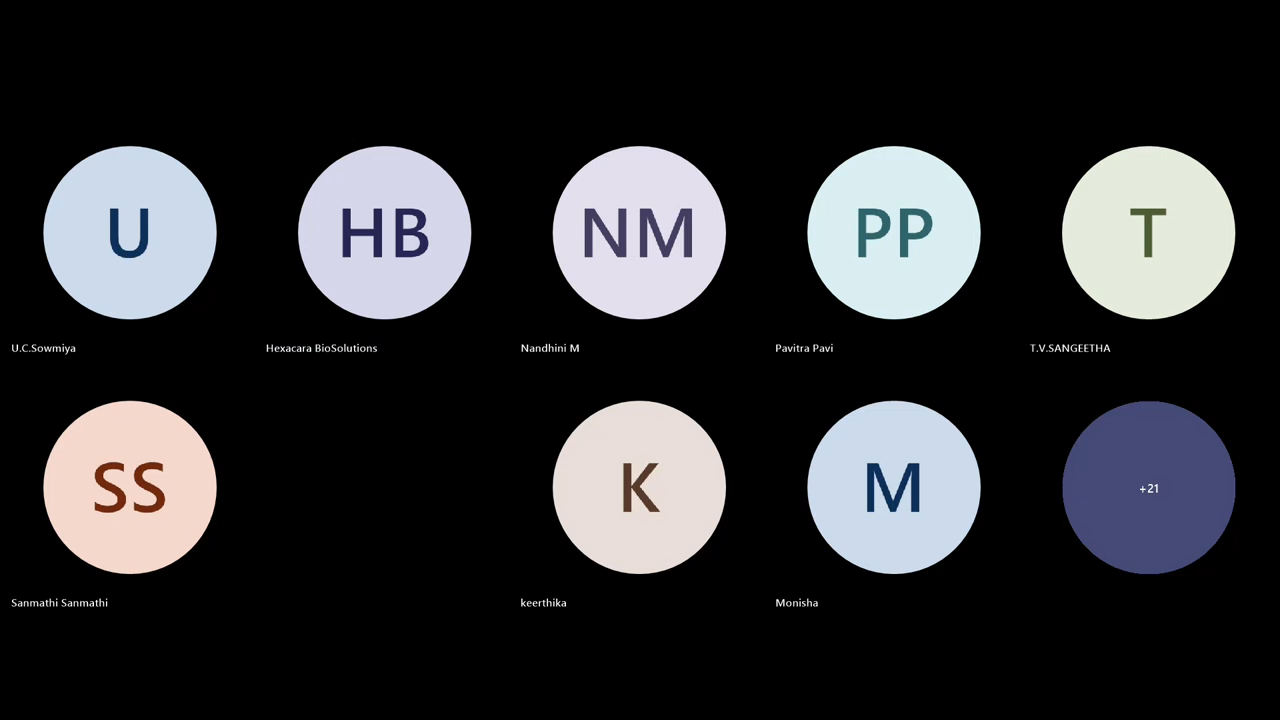 U
HB
NM
PP
T
U.C.Sowmiya
Hexacara BioSolutions
Nandhini M
Pavitra Pavi
T.V.SANGEETHA
SS
K
M
+21
Sanmathi Sanmathi
keerthika
Monisha